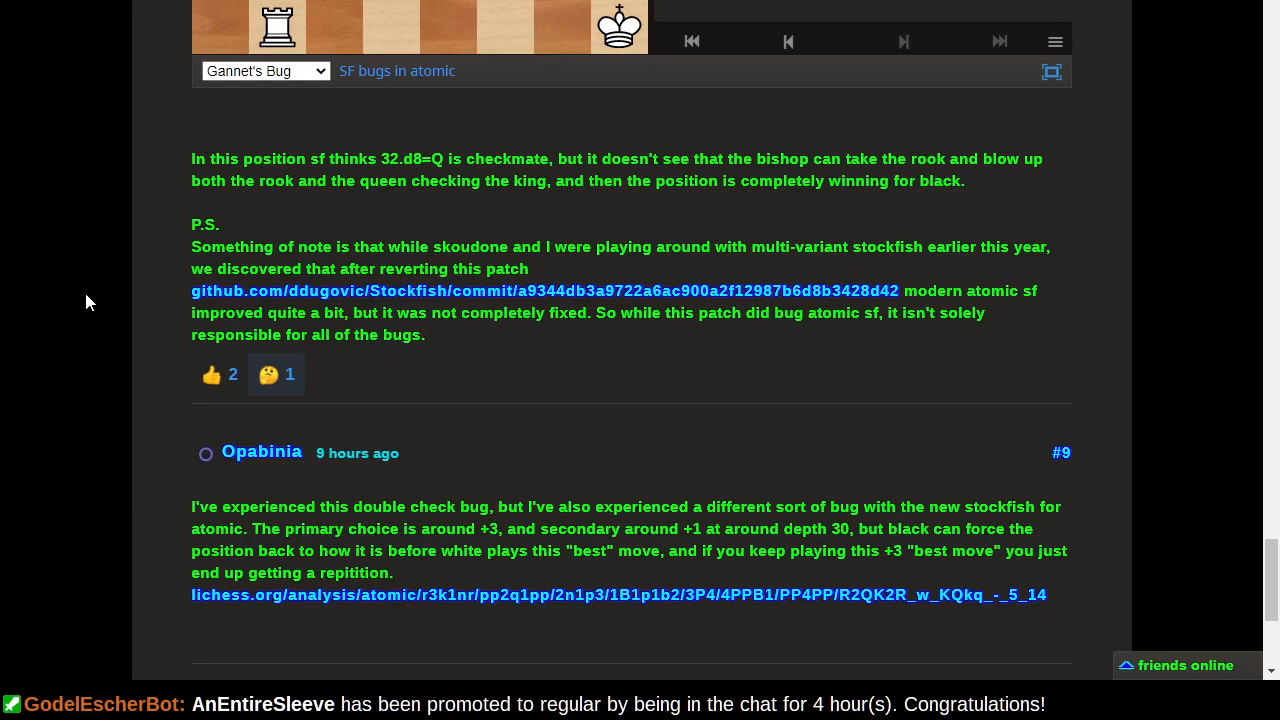 Gannet's Bug SF bugs in atomic
In this position sf thinks 32.d8=Q is checkmate, but it doesn't see that the bishop can take the rook and blow up
both the rook and the queen checking the king, and then the position is completely winning for black.
P.S.
Something of note is that while skoudone and I were playing around with multi-variant stockfish earlier this year,
we discovered that after reverting this patch
github.com/ddugovic/Stockfish/commit/a9344db3a9722a6ac900a2f12987b6d8b3428d42 modern atomic sf
improved quite a bit, but it was not completely fixed. So while this patch did bug atomic sf, it isn't solely
responsible for all of the bugs.
2 1
Opabinia 9 hours ago #9
I've experienced this double check bug, but I've also experienced a different sort of bug with the new stockfish for
atomic. The primary choice is around +3, and secondary around +1 at around depth 30, but black can force the
position back to how it is before white plays this "best" move, and if you keep playing this +3 "best move" you just
end up getting a repitition.
lichess.org/analysis/atomic/r3k1nr/pp2q1pp/2n1p3/1B1p1b2/3P4/4PPB1/PP4PP/R2QK2R_w_KQkq_-_5_14
friends online
GodelEscherBot: AnEntireSleeve has been promoted to regular by being in the chat for 4 hour(s). Congratulations!